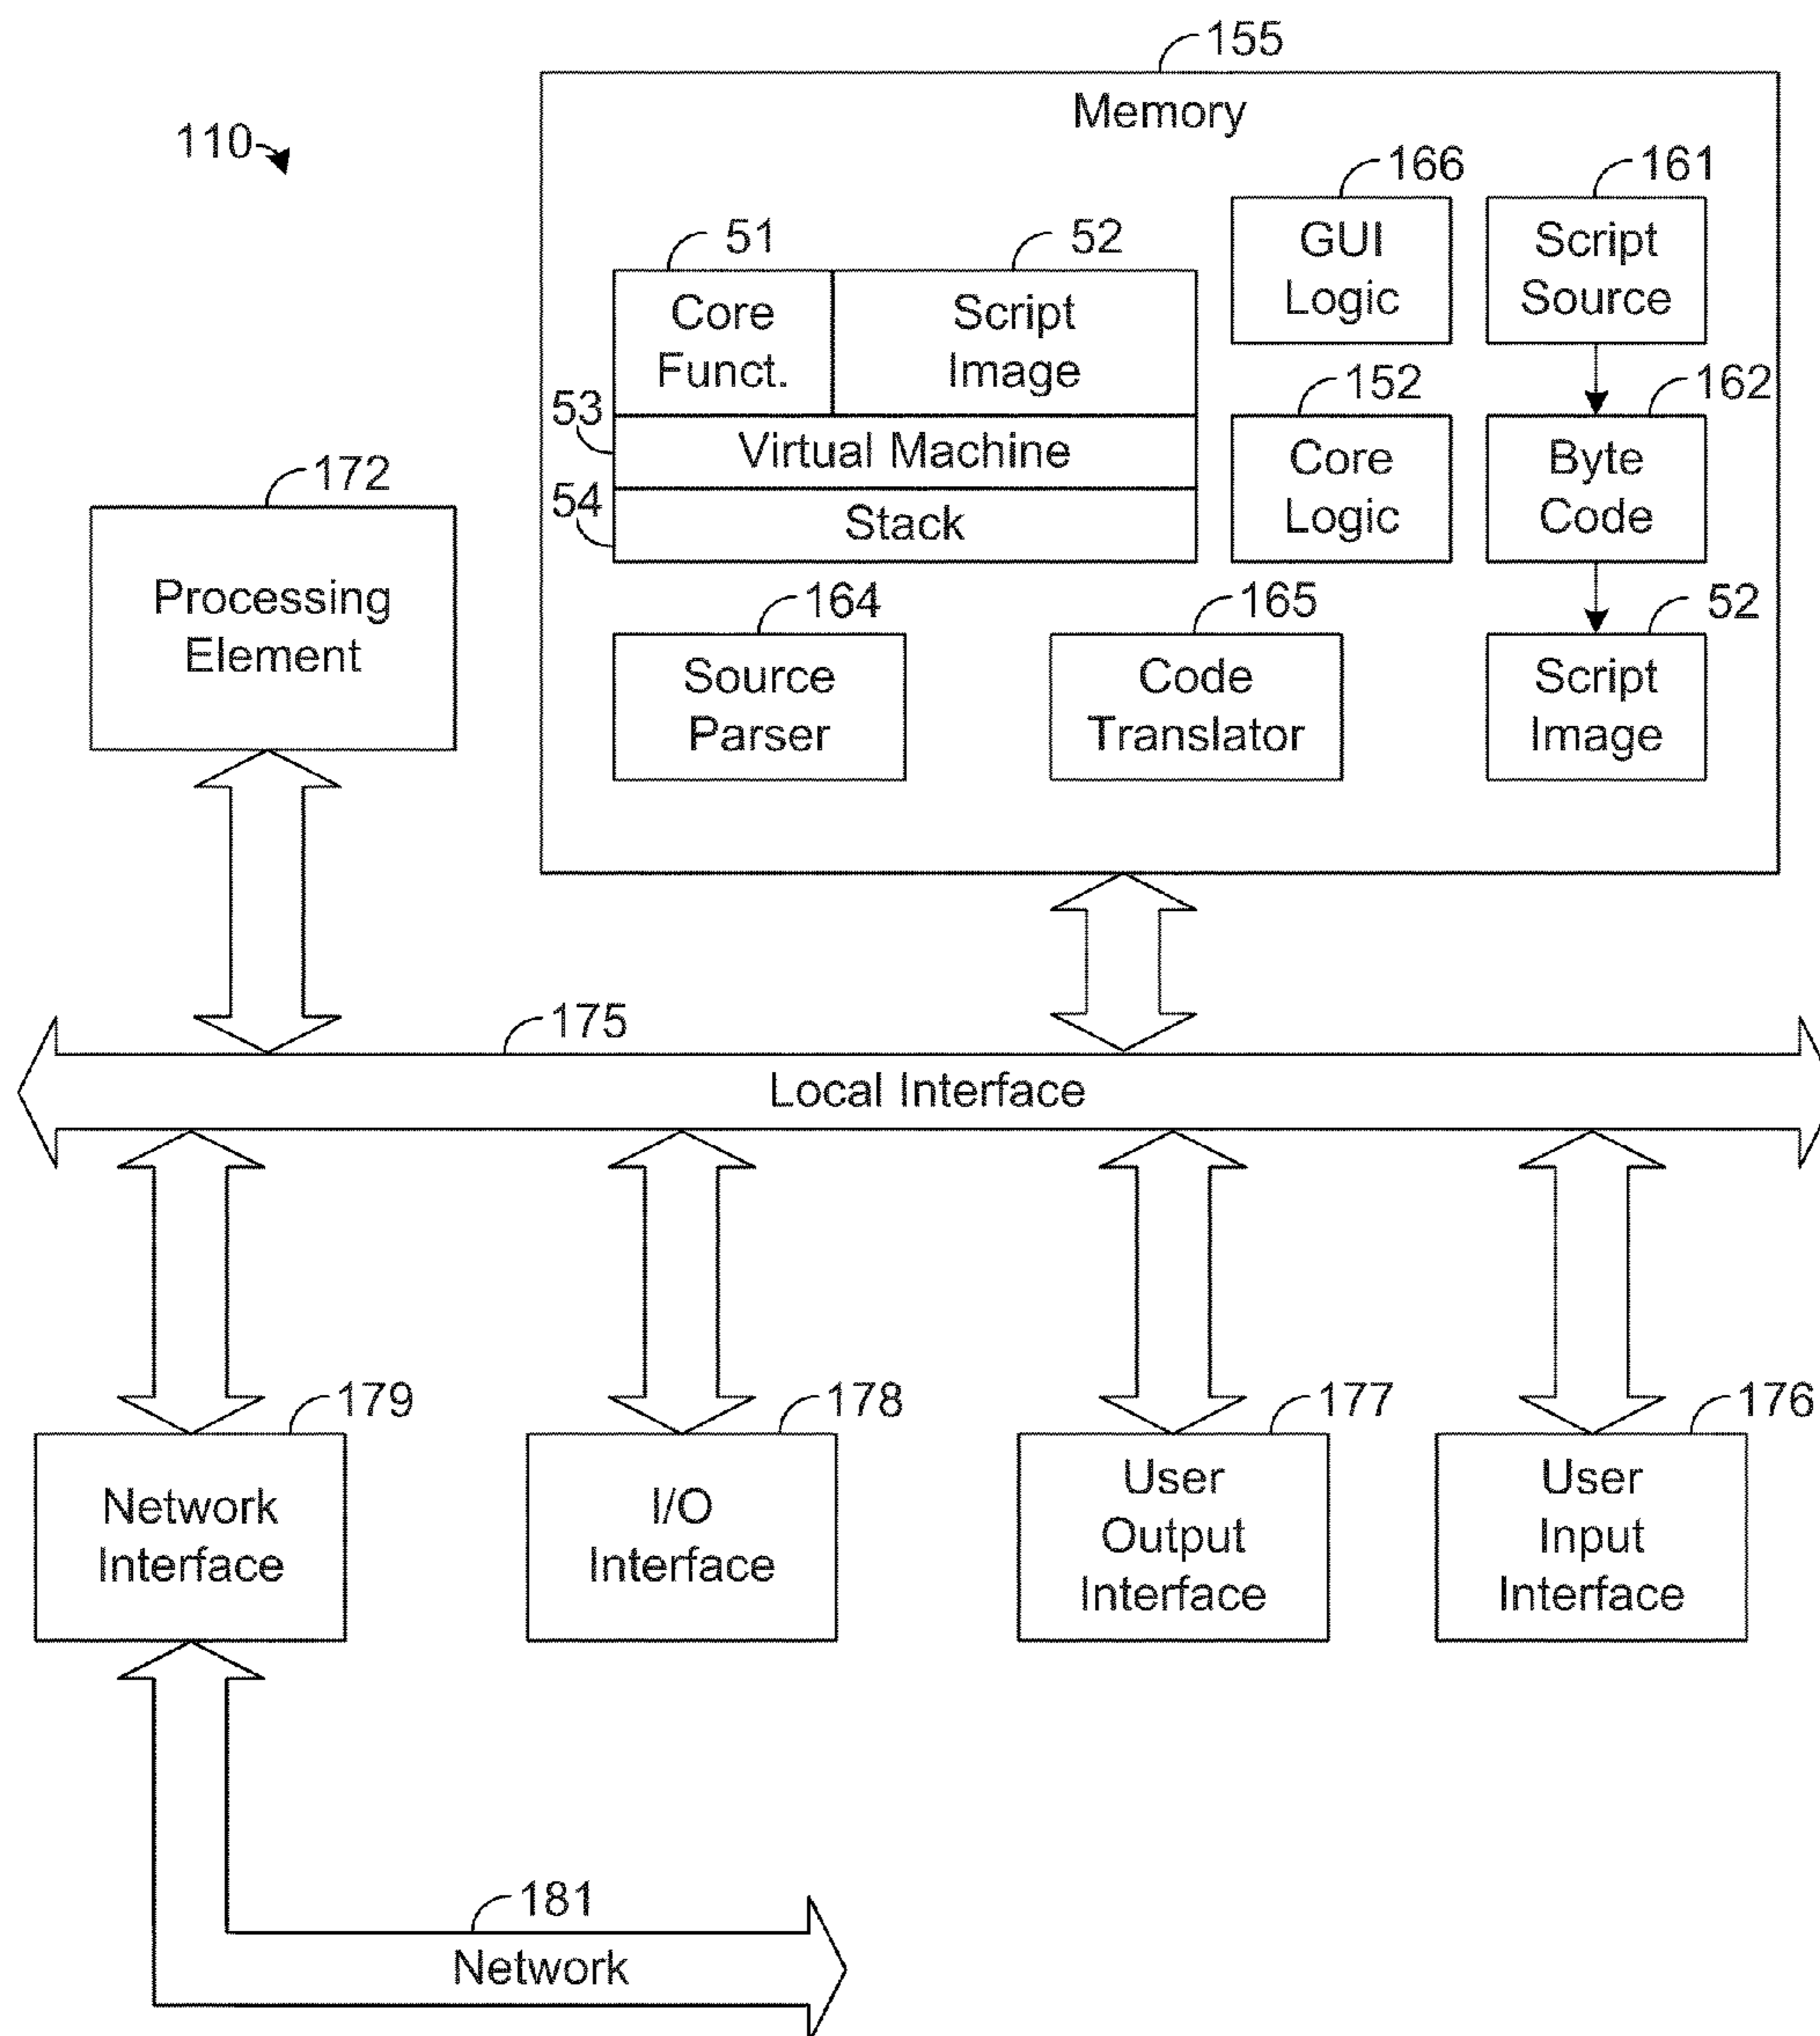 155
Memory
110
166
161
GUI
Logic
Script
Source
51
52
Core
Funct.
Script
Image
152
162
53
Virtual Machine
Core
Logic
Byte
Code
172
54
Stack
Processing
Element
164
165
52
Source
Parser
Code
Translator
Script
Image
175
Local Interface
179
178
177
176
Network
Interface
I/O
Interface
User
Output
Interface
User
Input
Interface
181
Network